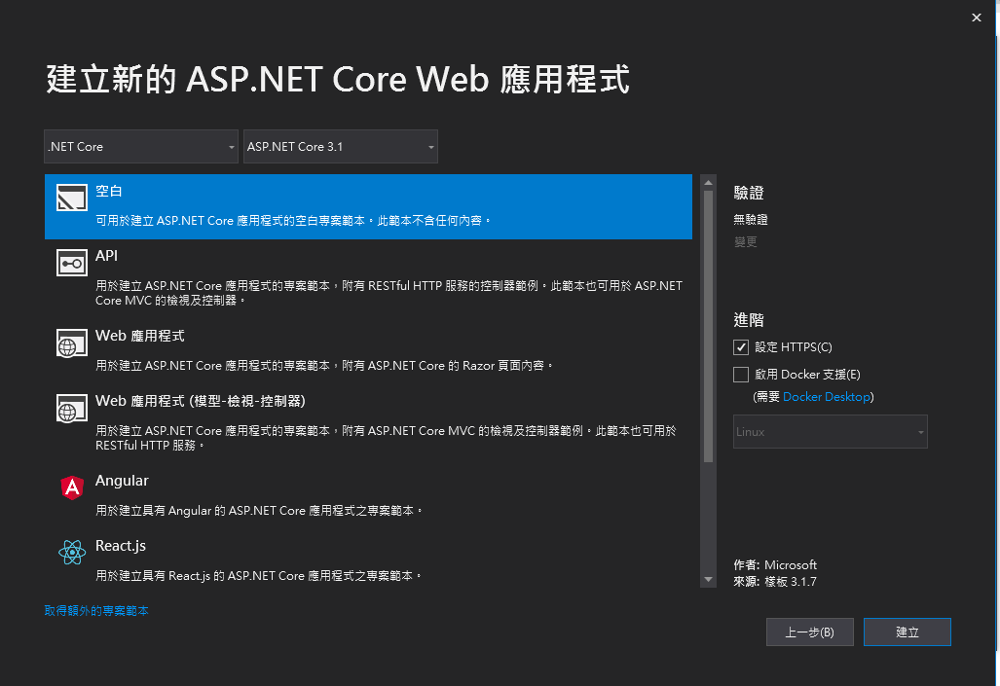 建立新的 ASP.NET Core Web 應用程式
.NET Core
ASP.NET Core 3.1
空白
可用於建立 ASP.NET Core 應用程式的空白專案範本。此範本不含任何內容。
API
用於建立 ASP.NET Core 應用程式的專案範本，附有 RESTful HTTP 服務的控制器範例。此範本也可用於 ASP.NET
Core MVC 的檢視及控制器。
Web 應用程式
用於建立 ASP.NET Core 應用程式的專案範本，附有 ASP.NET Core 的 Razor 頁面內容。
Web 應用程式 (模型-檢視-控制器)
用於建立 ASP.NET Core 應用程式的專案範本，附有 ASP.NET Core MVC 的檢視及控制器範例。此範本也可用於
RESTful HTTP 服務。
Angular
用於建立具有 Angular 的 ASP.NET Core 應用程式之專案範本。
React.js
用於建立具有 React.js 的 ASP.NET Core 應用程式之專案範本。
取得額外的專案範本
驗證
無驗證
變更
進階
設定 HTTPS(C)
啟用 Docker 支援(E)
(需要 Docker Desktop)
Linux
作者: Microsoft
來源: 樣板 3.1.7
上一步(B)
建立